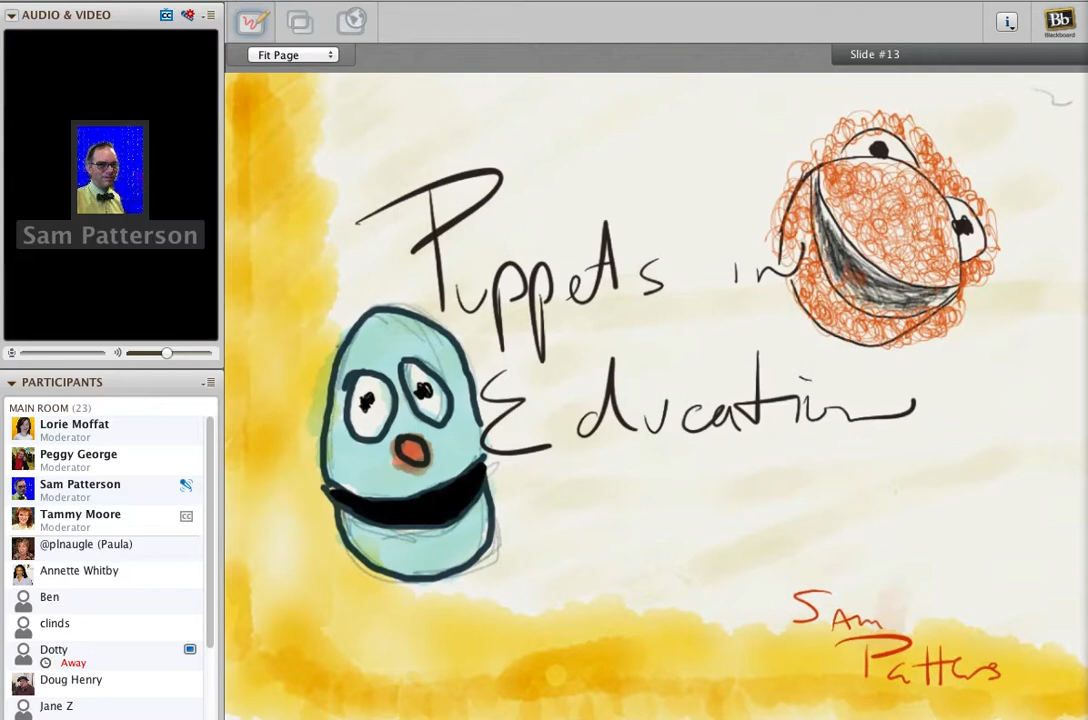 AUDIO & VIDEO
Sam Patterson
PARTICIPANTS
MAIN ROOM (23)
Lorie Moffat
Moderator
Peggy George
Moderator
Sam Patterson
Moderator
Tammy Moore
Moderator
@plnaugle (Paula)
Annette Whitby
Ben
clinds
Dotty
Away
Doug Henry
Jane Z
Fit Page
Slide #13
Bb
Blackboard
Puppets in
Education
Sam
Patters